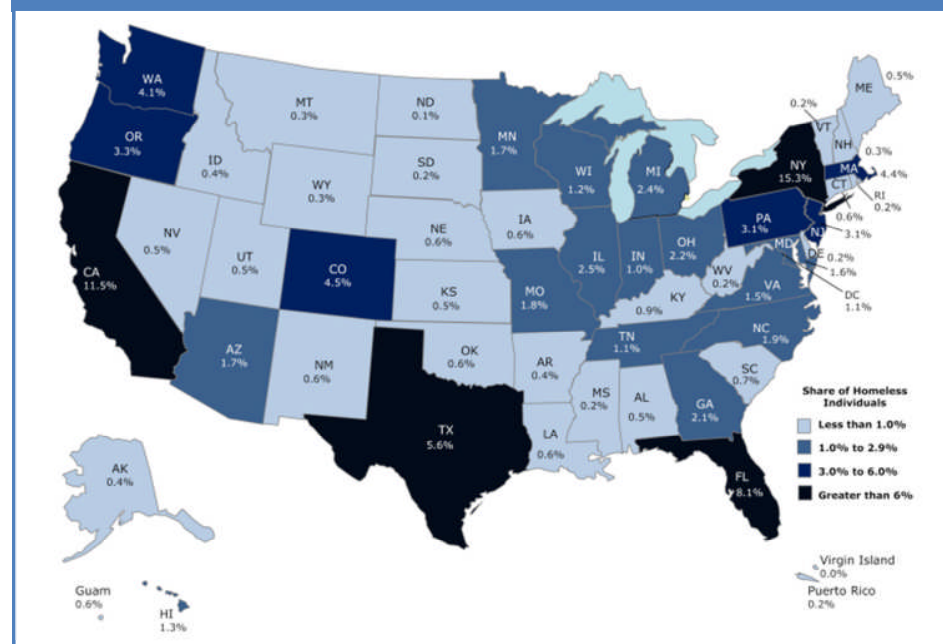 WA
4.1%
OR
3.3%
CA
11.5%
NV
0.5%
ID
0.4%
MT
0.3%
WY
0.3%
UT
0.5%
AZ
1.7%
CO
4.5%
NM
0.6%
ND
0.1%
SD
0.2%
NE
0.6%
KS
0.5%
OK
0.6%
TX
5.6%
MN
1.7%
IA
0.6%
MO
1.8%
AR
0.4%
LA
0.6%
WI
1.2%
IL
2.5%
MI
2.4%
IN
1.0%
OH
2.2%
KY
0.9%
TN
1.1%
MS
0.2%
AL
0.5%
GA
2.1%
FL
8.1%
SC
0.7%
NC
1.9%
VA
1.5%
WV
0.2%
PA
3.1%
NY
15.3%
ME
0.5%
0.2%
VT
NH
0.3%
MA
4.4%
RI
0.2%
CT
0.6%
NJ
3.1%
DE
0.2%
MD
1.6%
DC
1.1%
AK
0.4%
HI
1.3%
Guam
0.6%
Virgin Island
0.0%
Puerto Rico
0.2%
Share of Homeless
Individuals
Less than 1.0%
1.0% to 2.9%
3.0% to 6.0%
Greater than 6%